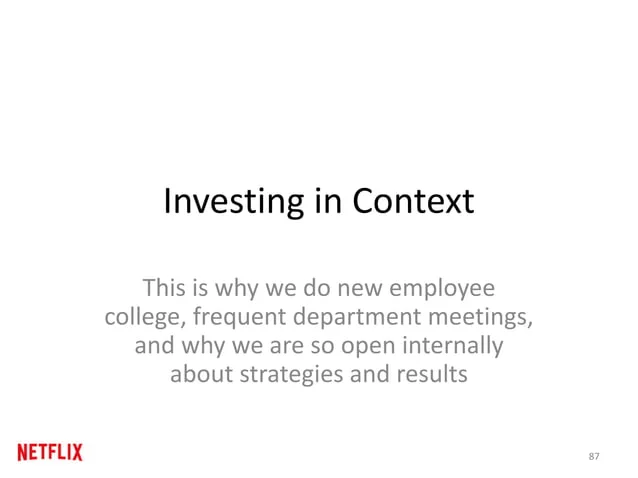 Investing in Context
This is why we do new employee
college, frequent department meetings,
and why we are so open internally
about strategies and results
NETFLIX
87